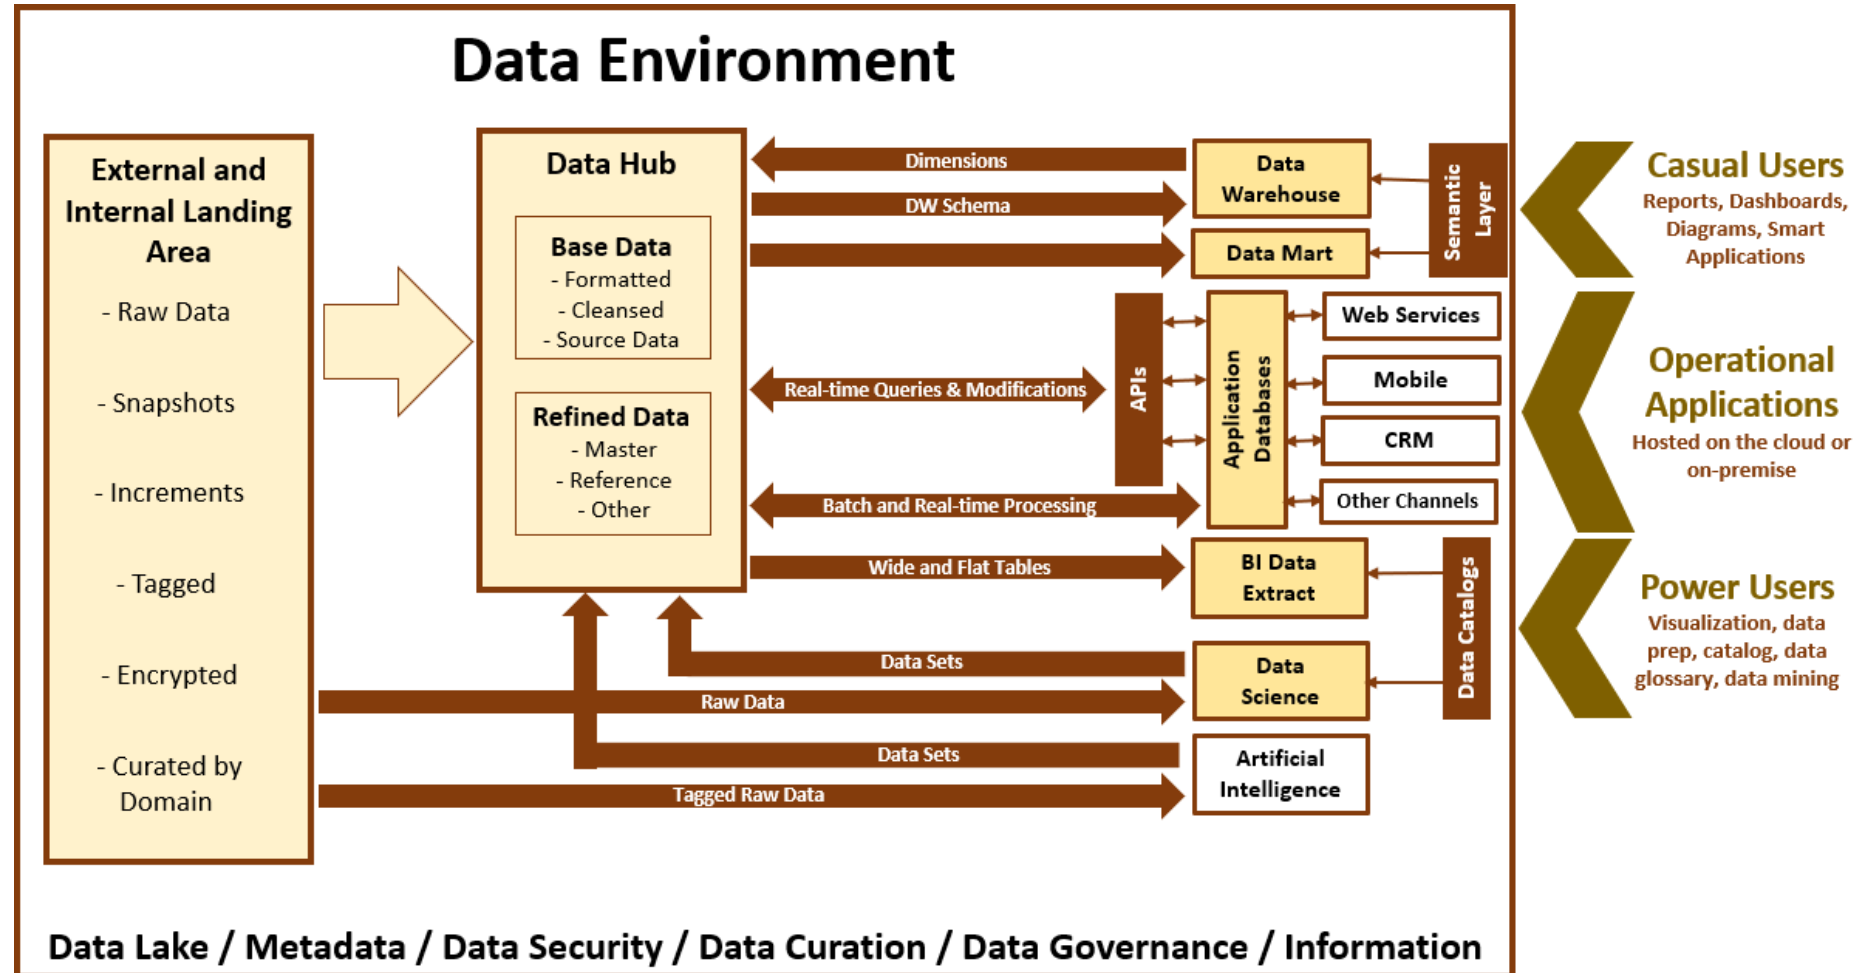 Data Environment
External and
Internal Landing
Area
- Raw Data
- Snapshots
- Increments
- Tagged
- Encrypted
- Curated by
Domain
Data Hub
Base Data
- Formatted
- Cleansed
- Source Data
Refined Data
- Master
- Reference
- Other
Dimensions
DW Schema
Real-time Queries & Modifications
Batch and Real-time Processing
Wide and Flat Tables
Data Sets
Raw Data
Data Sets
Tagged Raw Data
Data
Warehouse
Data Mart
Semantic
Layer
APIs
Application
Databases
Web Services
Mobile
CRM
Other Channels
BI Data
Extract
Data
Science
Data Catalogs
Artificial
Intelligence
Casual Users
Reports, Dashboards,
Diagrams, Smart
Applications
Operational
Applications
Hosted on the cloud or
on-premise
Power Users
Visualization, data
prep, catalog, data
glossary, data mining
Data Lake / Metadata / Data Security / Data Curation / Data Governance / Information